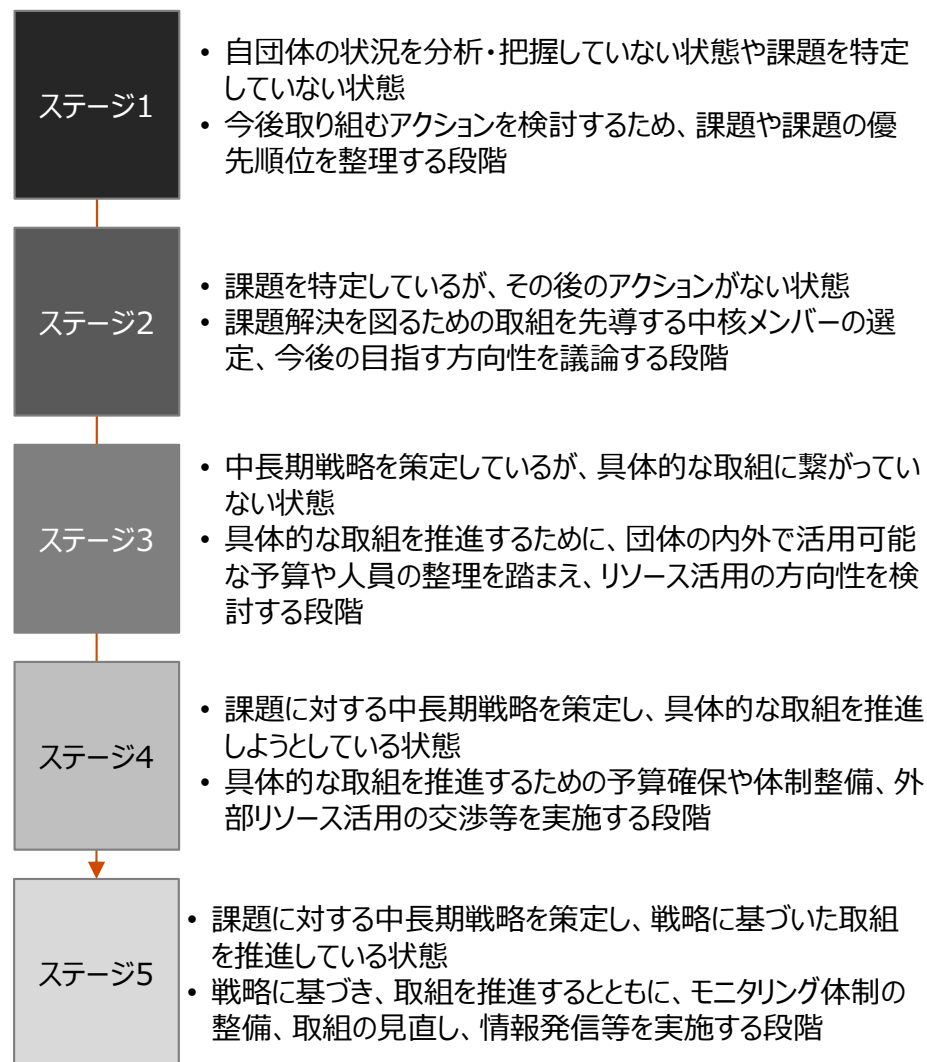 ステージ1
• 自団体の状況を分析・把握していない状態や課題を特定
していない状態
• 今後取り組むアクションを検討するため、課題や課題の優
先順位を整理する段階
ステージ2
• 課題を特定しているが、その後のアクションがない状態
• 課題解決を図るための取組を先導する中核メンバーの選
定、今後の目指す方向性を議論する段階
ステージ3
• 中長期戦略を策定しているが、具体的な取組に繋がってい
ない状態
• 具体的な取組を推進するために、団体の内外で活用可能
な予算や人員の整理を踏まえ、リソース活用の方向性を検
討する段階
ステージ4
• 課題に対する中長期戦略を策定し、具体的な取組を推進
しようとしている状態
• 具体的な取組を推進するための予算確保や体制整備、外
部リソース活用の交渉等を実施する段階
ステージ5
• 課題に対する中長期戦略を策定し、戦略に基づいた取組
を推進している状態
• 戦略に基づき、取組を推進するとともに、モニタリング体制の
整備、取組の見直し、情報発信等を実施する段階